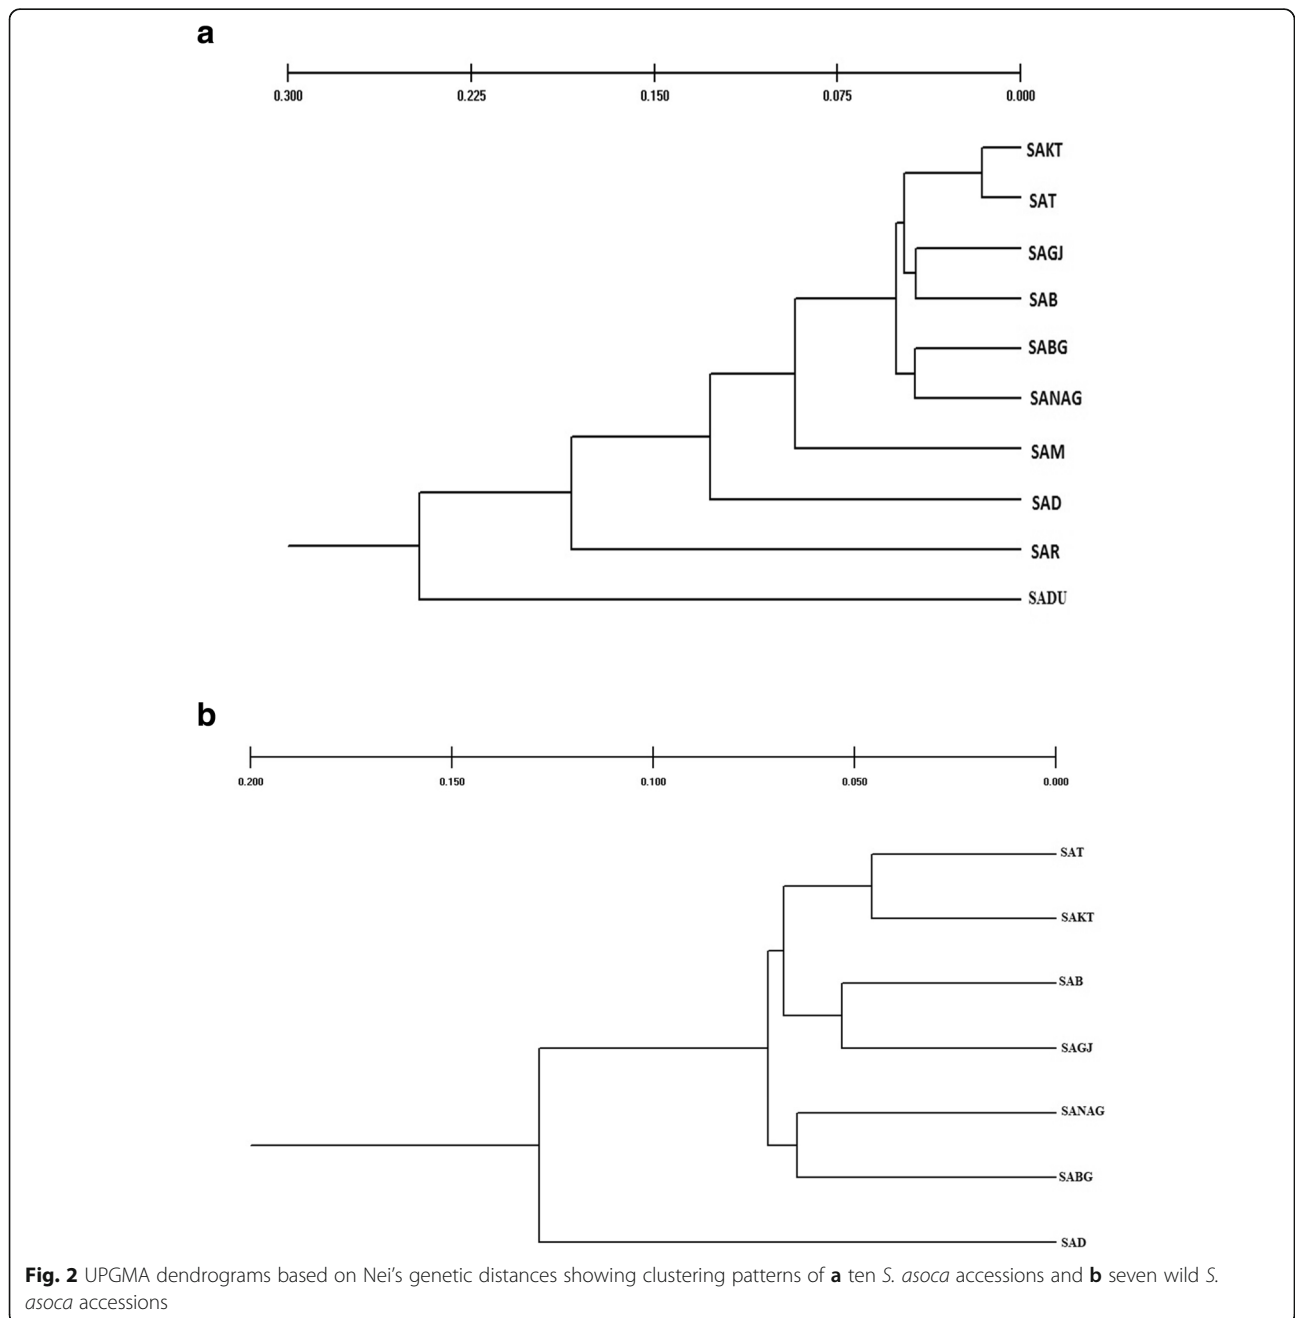 a
0.300 0.225 0.150 0.075 0.000
SAKT
SAT
SAGJ
SAB
SABG
SANAG
SAM
SAD
SAR
SADU
b
0.200 0.150 0.100 0.050 0.000
SAT
SAKT
SAB
SAGJ
SANAG
SABG
SAD
Fig. 2 UPGMA dendrograms based on Nei’s genetic distances showing clustering patterns of a ten S. asoca accessions and b seven wild S.
asoca accessions